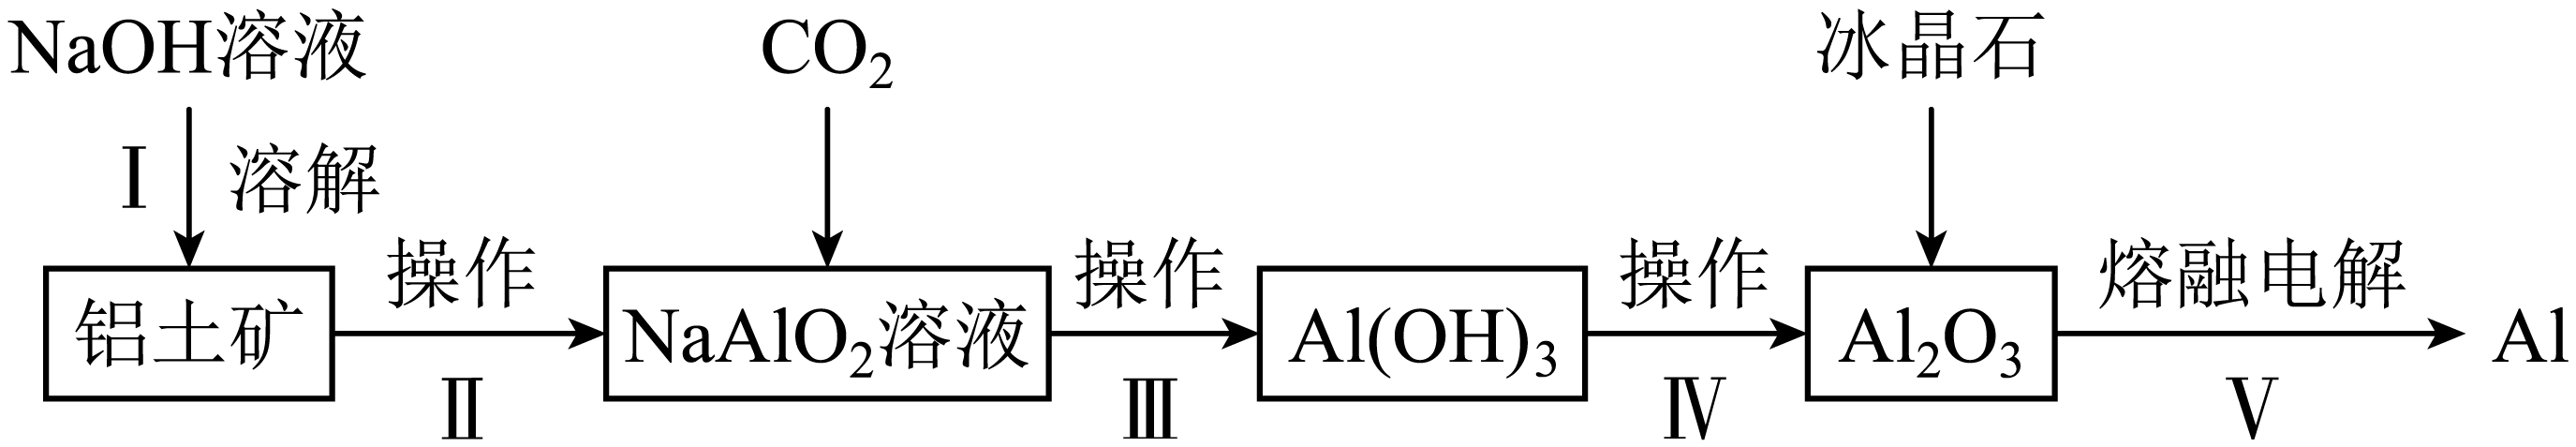 NaOH溶液 CO₂ 冰晶石
Ⅰ 溶解
操作 操作 操作 熔融电解
铝土矿 NaAlO₂溶液 Al(OH)₃ Al₂O₃ Al
Ⅱ Ⅲ Ⅳ Ⅴ